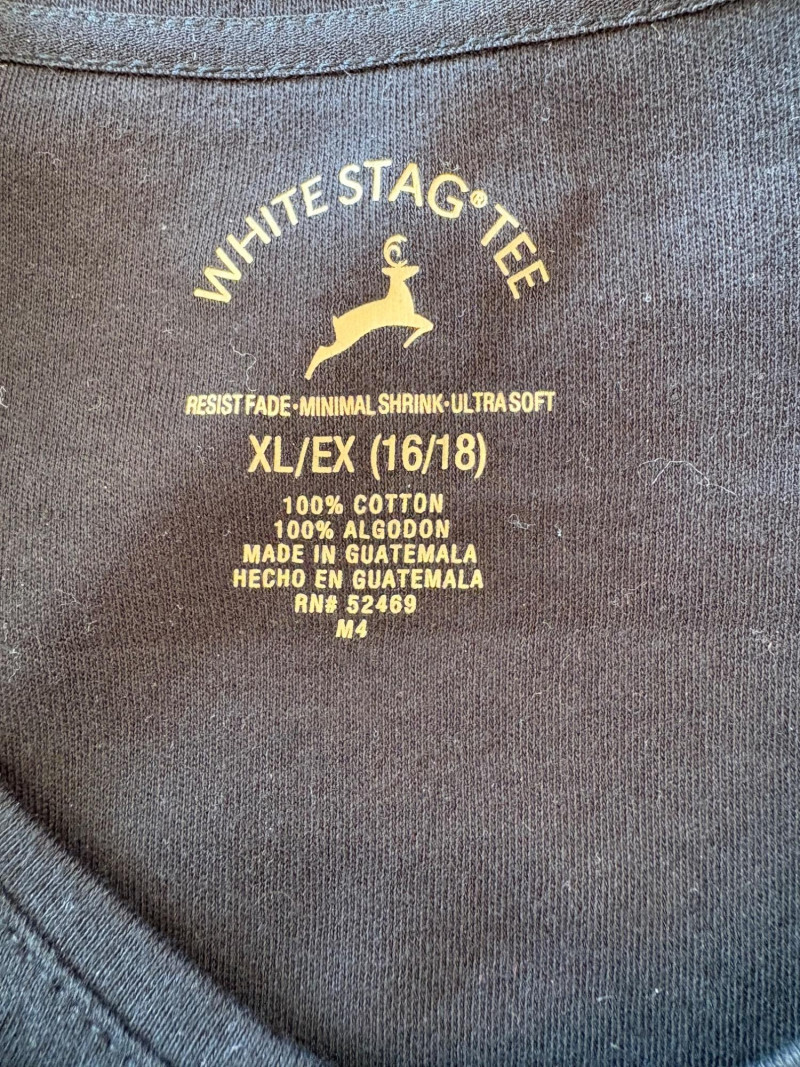 WHITE STAG® TEE
RESIST FADE·MINIMAL SHRINK·ULTRA SOFT
XL/EX (16/18)
100% COTTON
100% ALGODON
MADE IN GUATEMALA
HECHO EN GUATEMALA
RN# 52469
M4